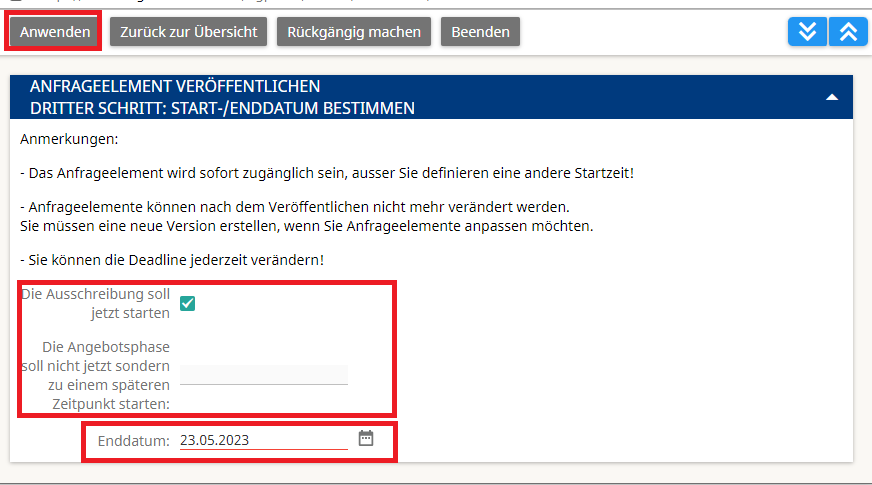 Anwenden
Zurück zur Übersicht
Rückgängig machen
Beenden
ANFRAGEELEMENT VERÖFFENTLICHEN
DRITTER SCHRITT: START-/ENDDATUM BESTIMMEN
Anmerkungen:
- Das Anfrageelement wird sofort zugänglich sein, ausser Sie definieren eine andere Startzeit!
- Anfrageelemente können nach dem Veröffentlichen nicht mehr verändert werden.
Sie müssen eine neue Version erstellen, wenn Sie Anfrageelemente anpassen möchten.
- Sie können die Deadline jederzeit verändern!
Die Ausschreibung soll
jetzt starten
Die Angebotsphase
soll nicht jetzt sondern
zu einem späteren
Zeitpunkt starten:
Enddatum: 23.05.2023